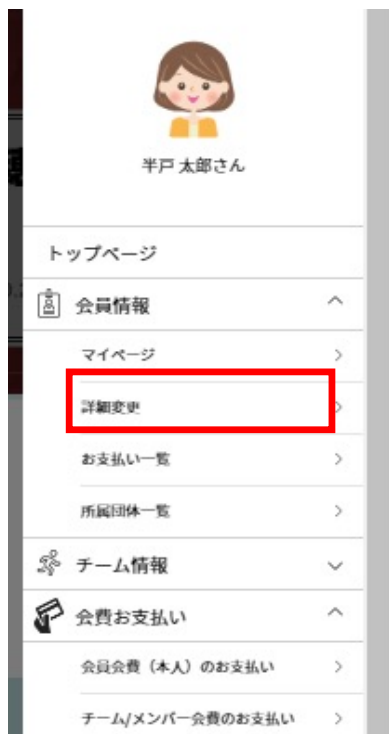 半戸 太郎さん
トップページ
会員情報
マイページ
詳細変更
お支払い一覧
所属団体一覧
チーム情報
会費お支払い
会員会費（本人）のお支払い
チーム/メンバー会費のお支払い